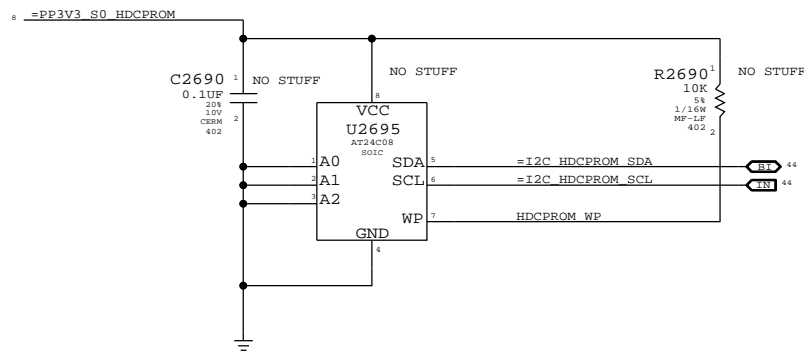 8 =PP3V3_S0_HDCPROM
C2690 1 NO STUFF
0.1UF
20%
10V
CERM
402
2
NO STUFF
8
VCC
U2695
AT24C08
SOIC
1 A0
2 A1
3 A2
SDA 5 =I2C_HDCPROM_SDA BI 44
SCL 6 =I2C_HDCPROM_SCL IN 44
WP 7 HDCPROM_WP
GND
4
R2690 1 NO STUFF
10K
5%
1/16W
MF-LF
402
2